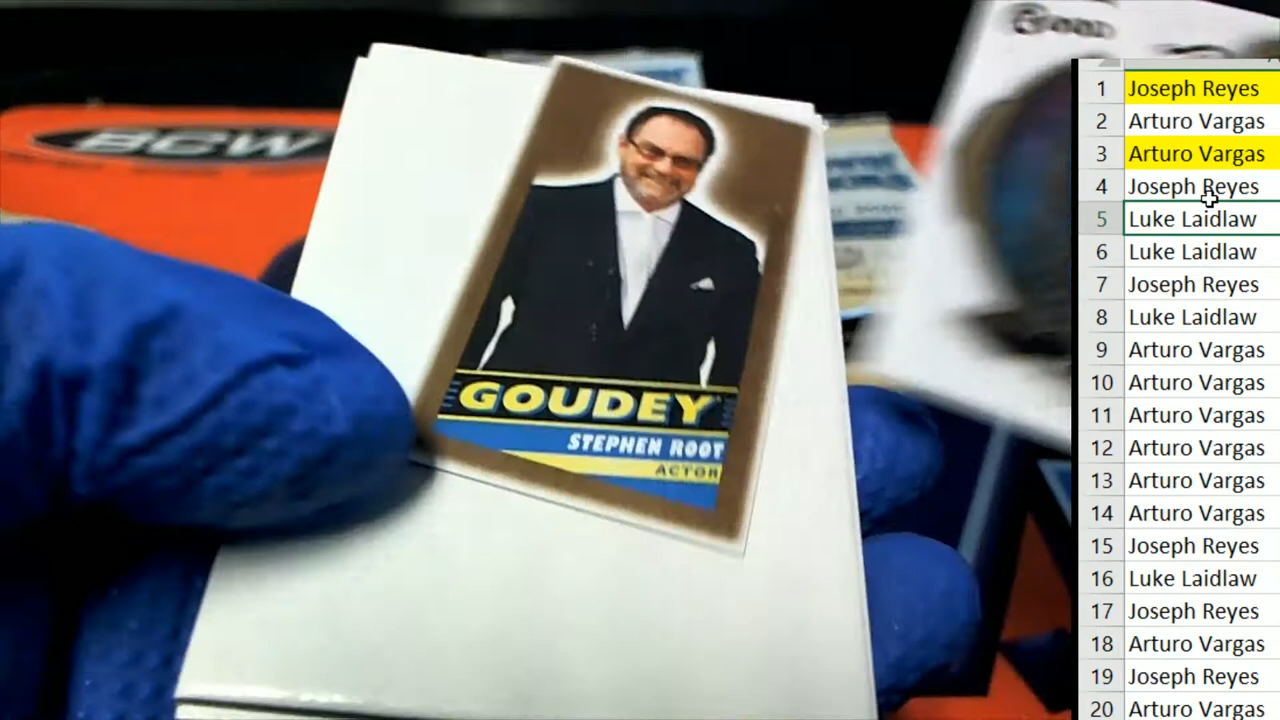 BCW
GOUDEY
STEPHEN ROOT
ACTOR
1 Joseph Reyes
2 Arturo Vargas
3 Arturo Vargas
4 Joseph Reyes
5 Luke Laidlaw
6 Luke Laidlaw
7 Joseph Reyes
8 Luke Laidlaw
9 Arturo Vargas
10 Arturo Vargas
11 Arturo Vargas
12 Arturo Vargas
13 Arturo Vargas
14 Arturo Vargas
15 Joseph Reyes
16 Luke Laidlaw
17 Joseph Reyes
18 Arturo Vargas
19 Joseph Reyes
20 Arturo Vargas